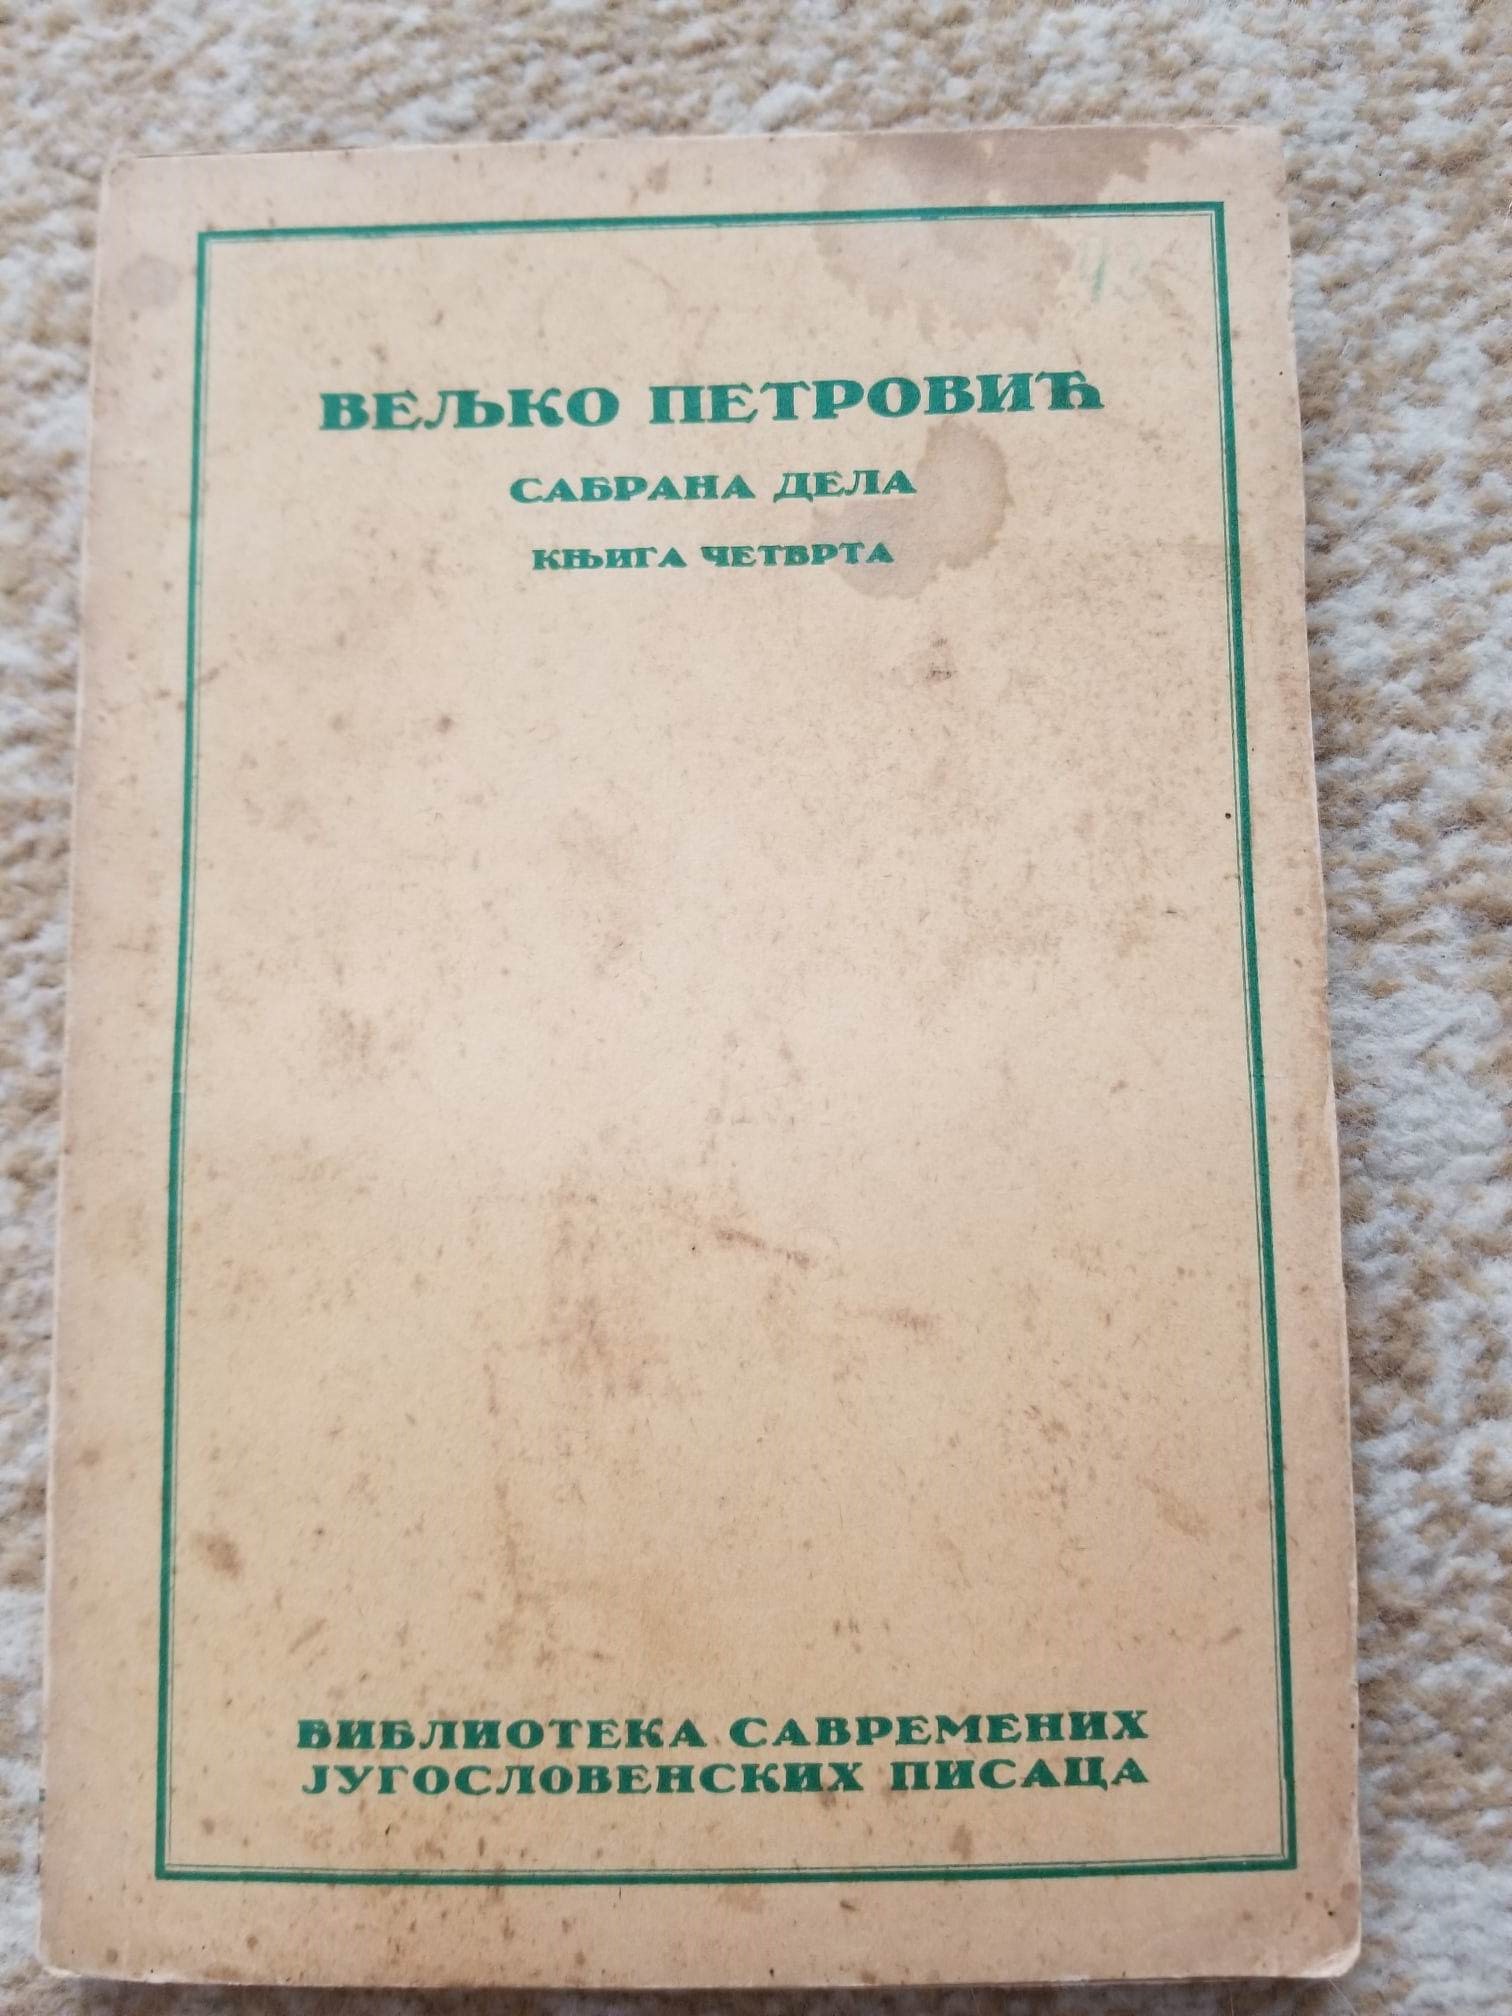 ВЕЉКО ПЕТРОВИЋ
САБРАНА ДЕЛА
КЊИГА ЧЕТВРТА
БИБЛИОТЕКА САВРЕМЕНИХ
ЈУГОСЛОВЕНСКИХ ПИСАЦА